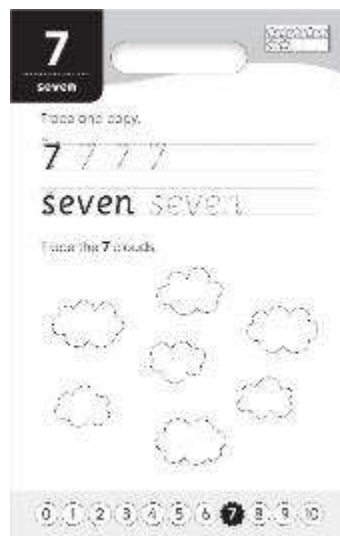 7
seven
Trace and copy.
7 7 7 7
seven seven
Trace the 7 clouds.
0 1 2 3 4 5 6 7 8 9 10